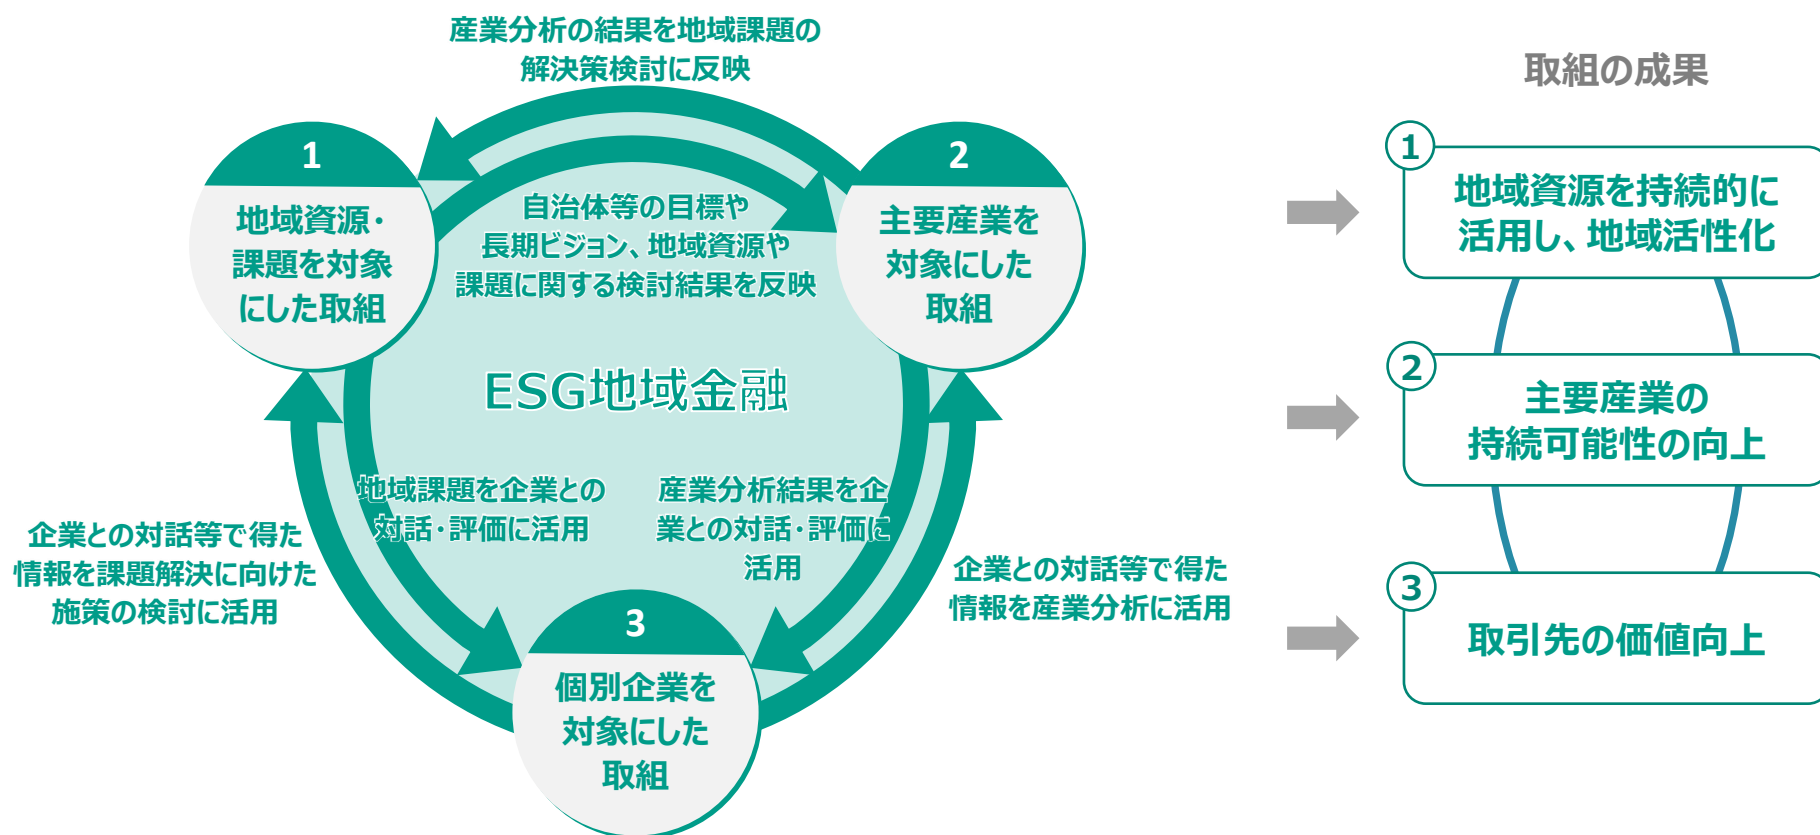 産業分析の結果を地域課題の
解決策検討に反映
1
地域資源・
課題を対象
にした取組
2
主要産業を
対象にした
取組
自治体等の目標や
長期ビジョン、地域資源や
課題に関する検討結果を反映
ESG地域金融
地域課題を企業との
対話・評価に活用
産業分析結果を企
業との対話・評価に
活用
企業との対話等で得た
情報を課題解決に向けた
施策の検討に活用
企業との対話等で得た
情報を産業分析に活用
3
個別企業を
対象にした
取組
取組の成果
1
地域資源を持続的に
活用し、地域活性化
2
主要産業の
持続可能性の向上
3
取引先の価値向上